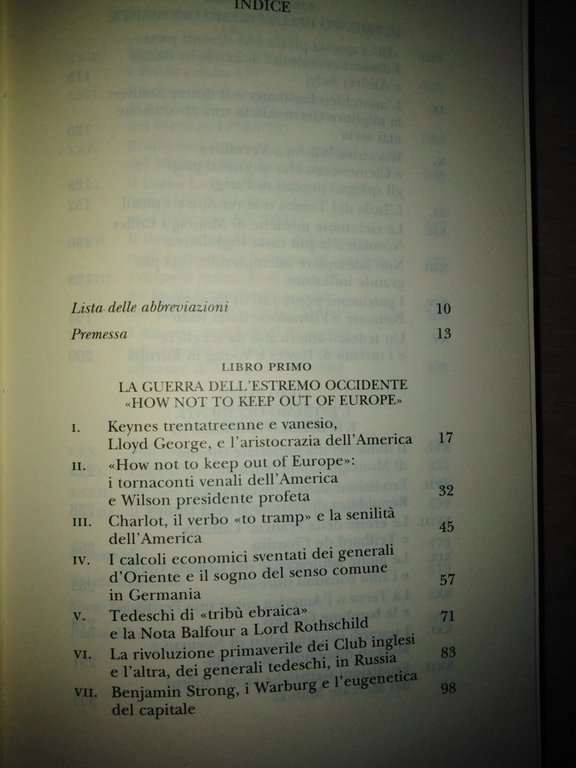 INDICE
Lista delle abbreviazioni 10
Premessa 13
LIBRO PRIMO
LA GUERRA DELL'ESTREMO OCCIDENTE
«HOW NOT TO KEEP OUT OF EUROPE»
I. Keynes trentatreenne e vanesio,
Lloyd George, e l'aristocrazia dell'America 17
II. «How not to keep out of Europe»:
i tornaconti venali dell'America
e Wilson presidente profeta 32
III. Charlot, il verbo «to tramp» e la senilità
dell'America 45
IV. I calcoli economici sventati dei generali
d'Oriente e il sogno del senso comune
in Germania 57
V. Tedeschi di «tribù ebraica»
e la Nota Balfour a Lord Rothschild 71
VI. La rivoluzione primaverile dei Club inglesi
e l'altra, dei generali tedeschi, in Russia 83
VII. Benjamin Strong, i Warburg e l'eugenetica
del capitale 98